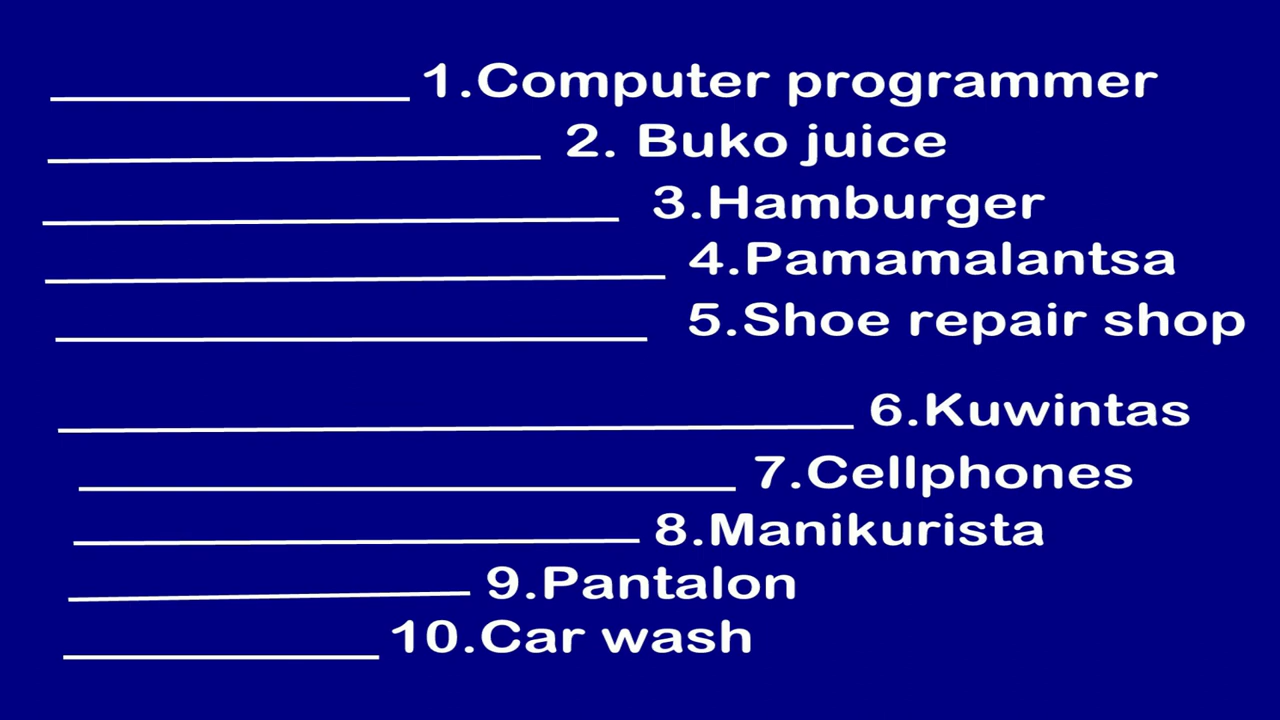 1.Computer programmer
2. Buko juice
3.Hamburger
4.Pamamalantsa
5.Shoe repair shop
6.Kuwintas
7.Cellphones
8.Manikurista
9.Pantalon
10.Car wash